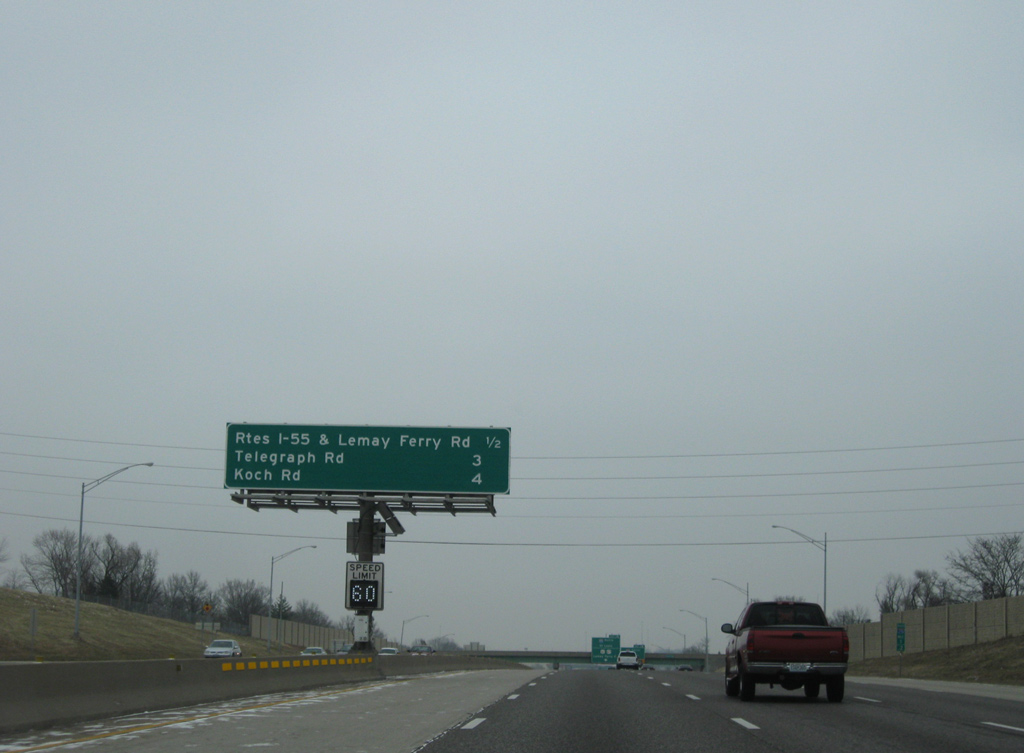 Rtes I-55 & Lemay Ferry Rd ½
Telegraph Rd 3
Koch Rd 4
SPEED
LIMIT
60